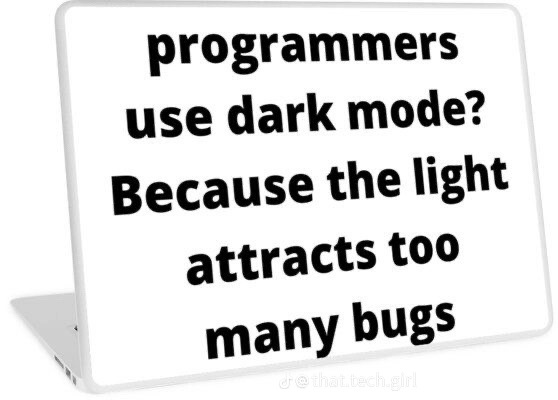 programmers
use dark mode?
Because the light
attracts too
many bugs
@that.tech.girl